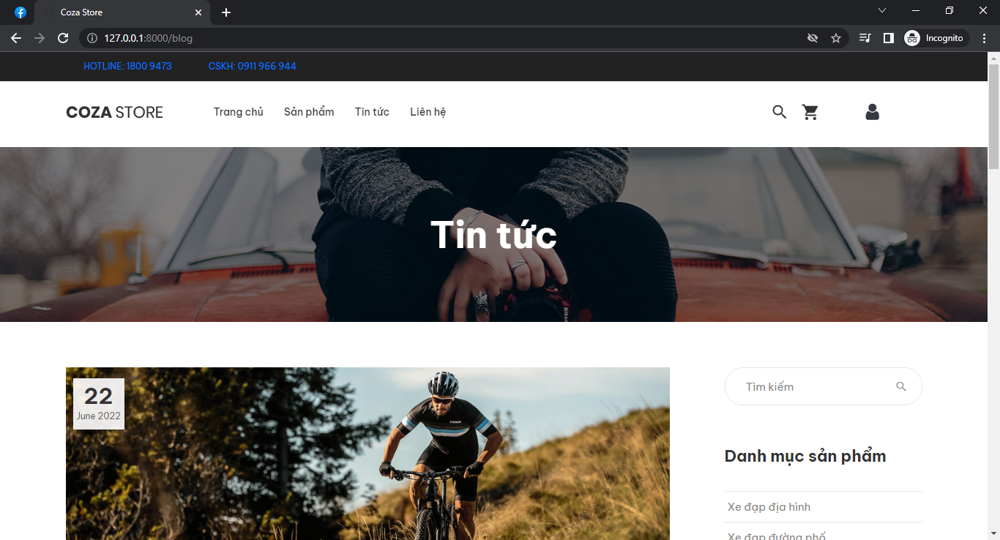 Coza Store
127.0.0.1:8000/blog
Incognito
HOTLINE: 1800 9473 CSKH: 0911 966 944
COZA STORE Trang chủ Sản phẩm Tin tức Liên hệ
Tin tức
22
June 2022
Tìm kiếm
Danh mục sản phẩm
Xe đạp địa hình
Xe đạp đường phố